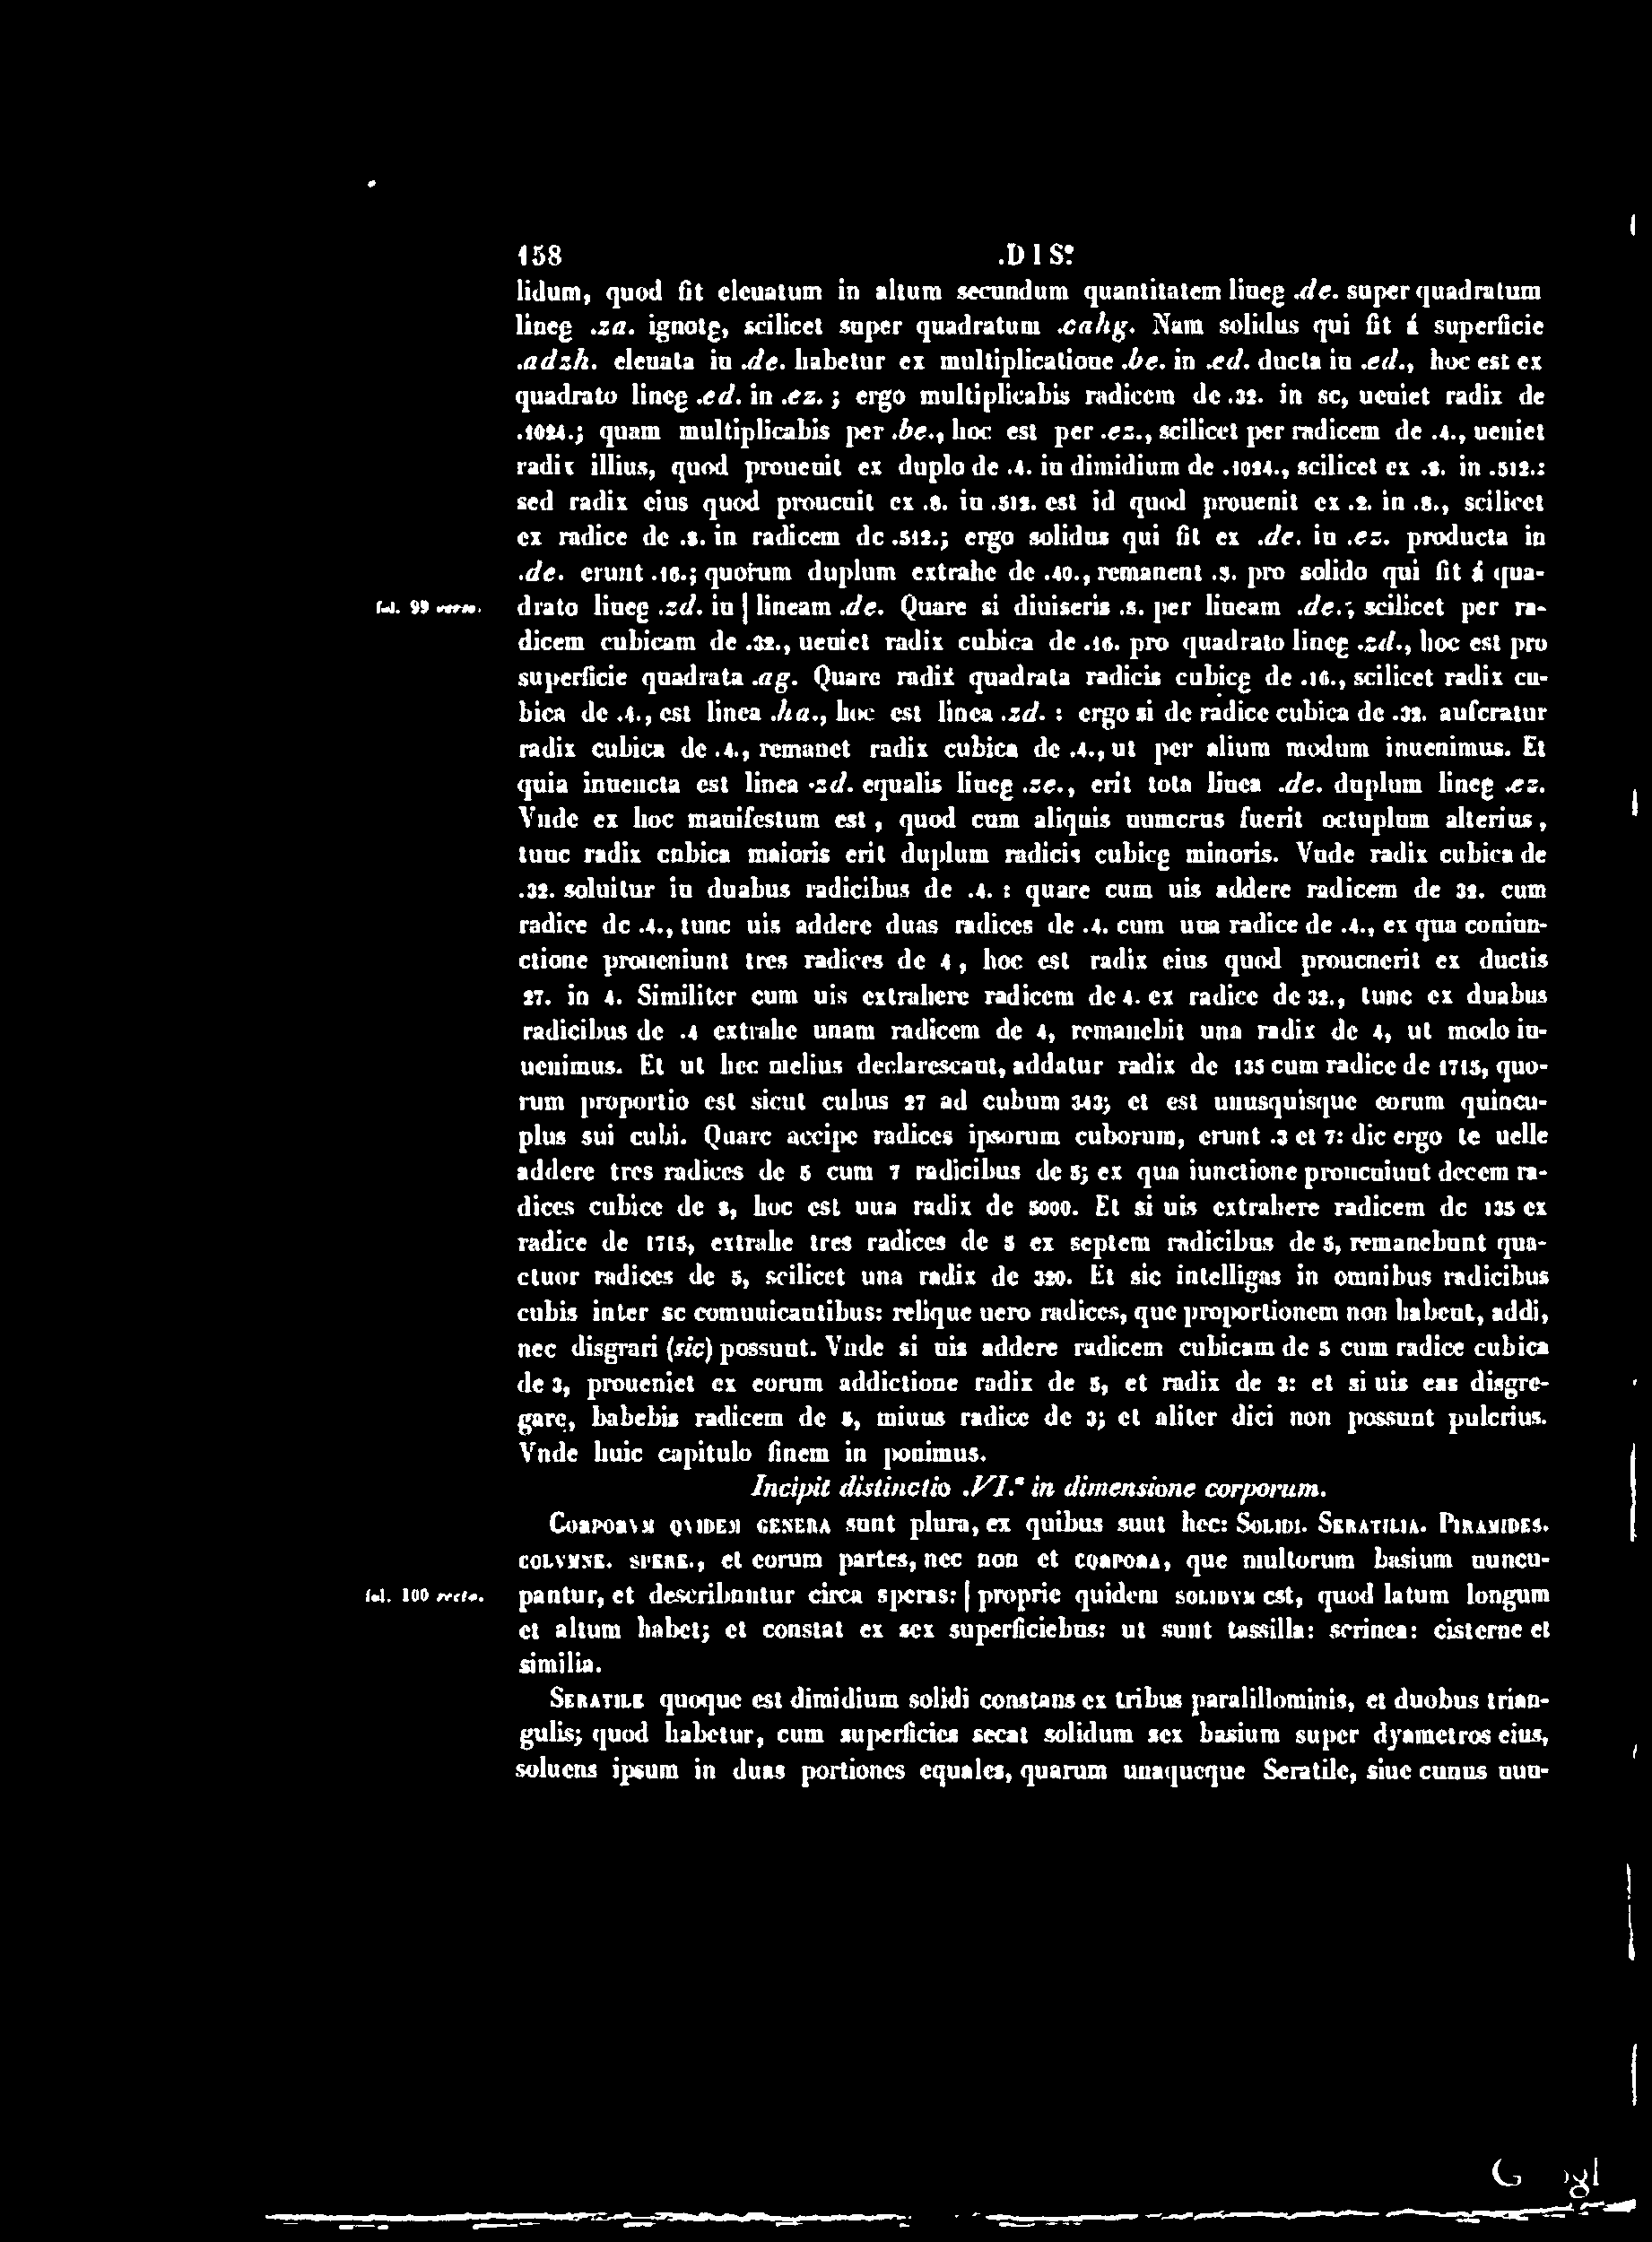 158 .DIS:
lidum, quod fit eleuatum in altum secundum quantitatem lineę .de. super quadratum
lineę .za. ignotę, scilicet super quadratum .cahg. Nam solidus qui fit á superficie
.adzh. eleuata in .de. habetur ex multiplicatione .be. in .ed. ducta in .ed., hoc est ex
quadrato lineę .ed. in .ez.; ergo multiplicabis radicem de .32. in se, ueniet radix de
.1024.; quam multiplicabis per .be., hoc est per .ez., scilicet per radicem de .4., ueniet
radix illius, quod prouenit ex duplo de .4. in dimidium de .1024., scilicet ex .8. in .512.:
sed radix eius quod prouenit ex .8. in .512. est id quod prouenit ex .2. in .8., scilicet
ex radice de .8. in radicem de .512.; ergo solidus qui fit ex .de. in .ez. producta in
.de. erunt .16.; quorum duplum extrahe de .40., remanent .8. pro solido qui fit á qua-
fol. 99 verso. drato lineę .zd. in | lineam .de. Quare si diuiseris .8. per lineam .de.; scilicet per ra-
dicem cubicam de .32., ueniet radix cubica de .16. pro quadrato lineę .zd., hoc est pro
superficie quadrata .ag. Quare radix quadrata radicis cubicę de .16., scilicet radix cu-
bica de .4., est linea .ha., hoc est linea .zd. : ergo si de radice cubica de .32. auferatur
radix cubica de .4., remanet radix cubica de .4., ut per alium modum inuenimus. Et
quia inuencta est linea .zd. equalis lineę .ze., erit tota linea .de. duplum lineę .ez.
Vnde ex hoc manifestum est, quod cum aliquis numerus fuerit octuplum alterius,
tunc radix cubica maioris erit duplum radicis cubicę minoris. Vnde radix cubica de
.32. soluitur in duabus radicibus de .4. : quare cum uis addere radicem de 32. cum
radice de .4., tunc uis addere duas radices de .4. cum una radice de .4., ex qua coniun-
ctione proueniunt tres radices de 4, hoc est radix eius quod prouenerit ex ductis
27. in 4. Similiter cum uis extrahere radicem de 4. ex radice de 32., tunc ex duabus
radicibus de .4 extrahe unam radicem de 4, remanebit una radix de 4, ut modo in-
uenimus. Et ut hec melius declarescant, addatur radix de 135 cum radice de 1715, quo-
rum proportio est sicut cubus 27 ad cubum 343; et est unusquisque eorum quincu-
plus sui cubi. Quare accipe radices ipsorum cuborum, erunt .3 et 7: dic ergo te uelle
addere tres radices de 5 cum 7 radicibus de 5; ex qua iunctione proueniunt decem ra-
dices cubice de 5, hoc est una radix de 5000. Et si uis extrahere radicem de 135 ex
radice de 1715, extrahe tres radices de 5 ex septem radicibus de 5, remanebunt qua-
ctuor radices de 5, scilicet una radix de 320. Et sic intelligas in omnibus radicibus
cubis inter se comunicantibus: relique uero radices, que proportionem non habent, addi,
nec disgrari (sic) possunt. Vnde si uis addere radicem cubicam de 5 cum radice cubica
de 3, proueniet ex eorum addictione radix de 5, et radix de 3: et si uis eas disgre-
garę, habebis radicem de 5, minus radice de 3; et aliter dici non possunt pulcrius.
Vnde huic capitulo finem in ponimus.
Incipit distinctio .VI.ª in dimensione corporum.
CORPORVM QVIDEM GENERA sunt plura, ex quibus sunt hec: SOLIDI. SERATILIA. PIRAMIDES.
COLVMNE. SPERE., et eorum partes, nec non et CORPORA, que multorum basium nuncu-
fol. 100 recto. pantur, et describuntur circa speras: | proprie quidem SOLIDVM est, quod latum longum
et altum habet; et constat ex sex superficiebus: ut sunt tassilla: scrinea: cisterne et
similia.
SERATILE quoque est dimidium solidi constans ex tribus paralillominis, et duobus trian-
gulis; quod habetur, cum superficies secat solidum sex basium super dyametros eius,
soluens ipsum in duas portiones equales, quarum unaqueque Seratile, siue cunus nun-